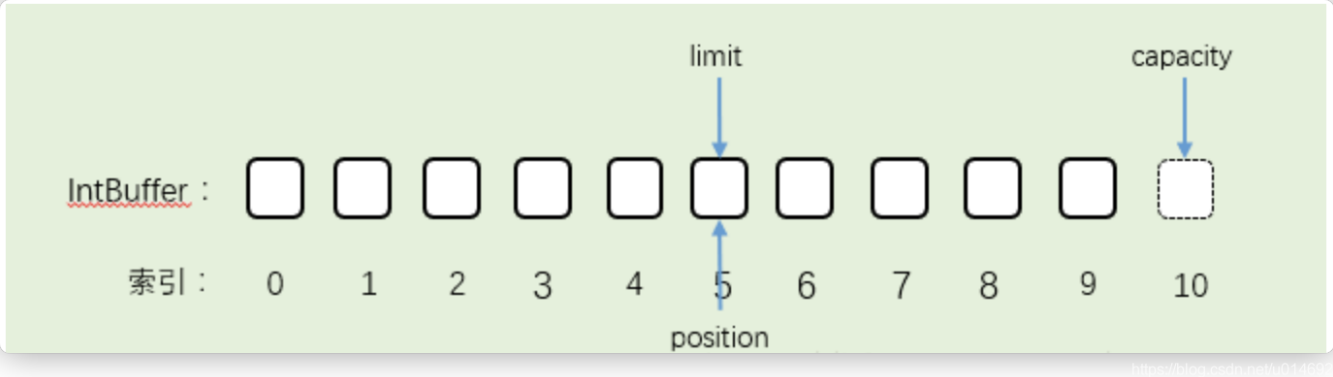 limit capacity
IntBuffer：
索引： 0 1 2 3 4 5 6 7 8 9 10
position